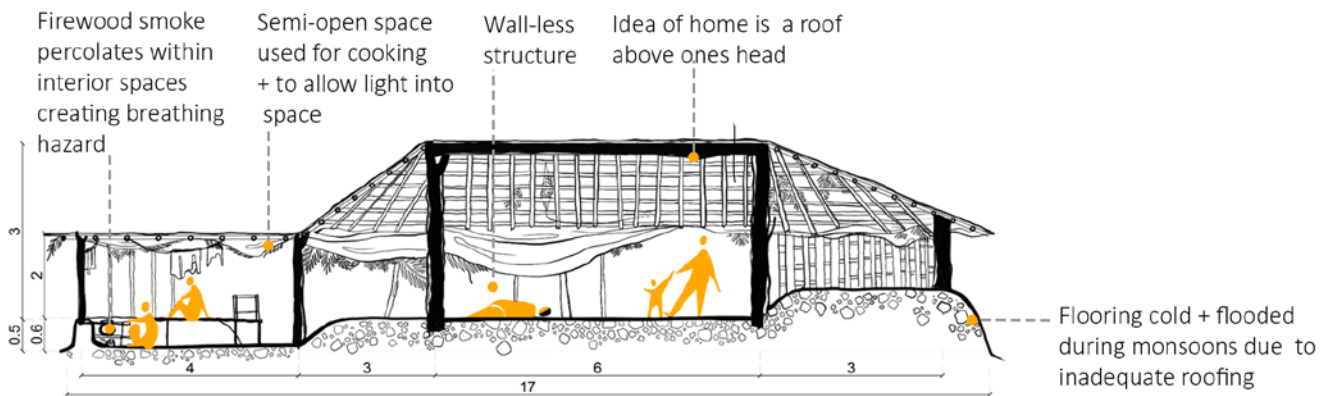 Firewood smoke
percolates within
interior spaces
creating breathing
hazard
Semi-open space
used for cooking
+ to allow light into
space
Wall-less
structure
Idea of home is a roof
above ones head
Flooring cold + flooded
during monsoons due to
inadequate roofing
3
2
0.5
0.6
4
3
6
3
17